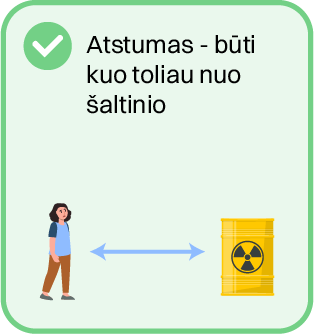 Atstumas - būti
kuo toliau nuo
šaltinio